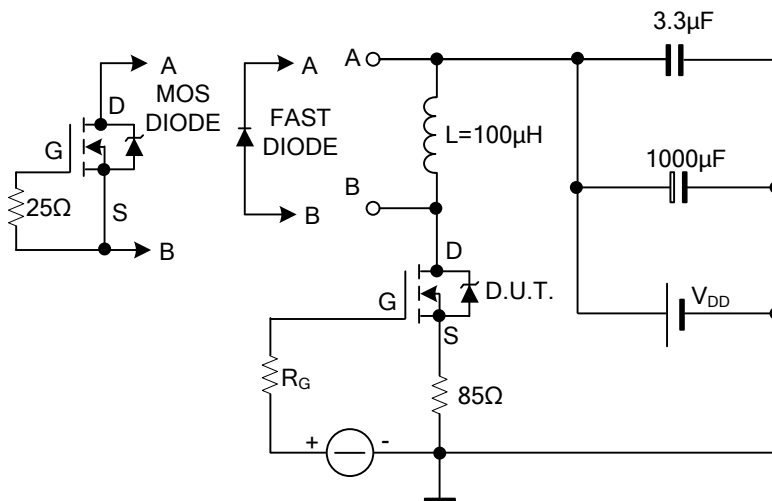 A
MOS
DIODE
D
G
25Ω
S
B
A
FAST
DIODE
B
A
L=100µH
B
D
G
D.U.T.
S
RG
85Ω
+
-
3.3µF
1000µF
VDD